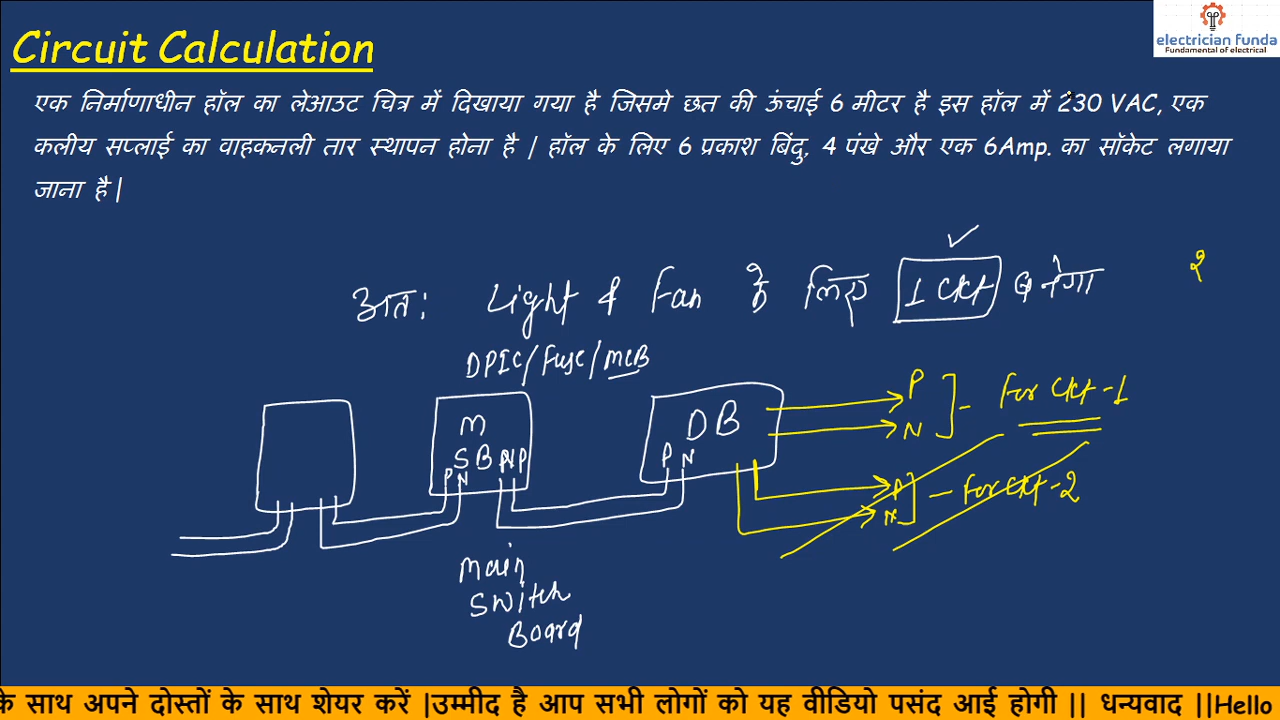 Circuit Calculation
electrician funda
Fundamental of electrical
एक निर्माणाधीन हॉल का लेआउट चित्र में दिखाया गया है जिसमे छत की ऊंचाई 6 मीटर है इस हॉल में 230 VAC, एक
कलीय सप्लाई का वाहकनली तार स्थापन होना है | हॉल के लिए 6 प्रकाश बिंदु, 4 पंखे और एक 6Amp. का सॉकेट लगाया
जाना है|
अतः Light & Fan के लिए 1 CKt बनेगा
२
DPIC/Fuse/MCB
M
SB
P N
N P
DB
P N
P
N
For CKt-1
P
N
For CKt-2
Main
Switch
Board
के साथ अपने दोस्तों के साथ शेयर करें |उम्मीद है आप सभी लोगों को यह वीडियो पसंद आई होगी || धन्यवाद ||Hello